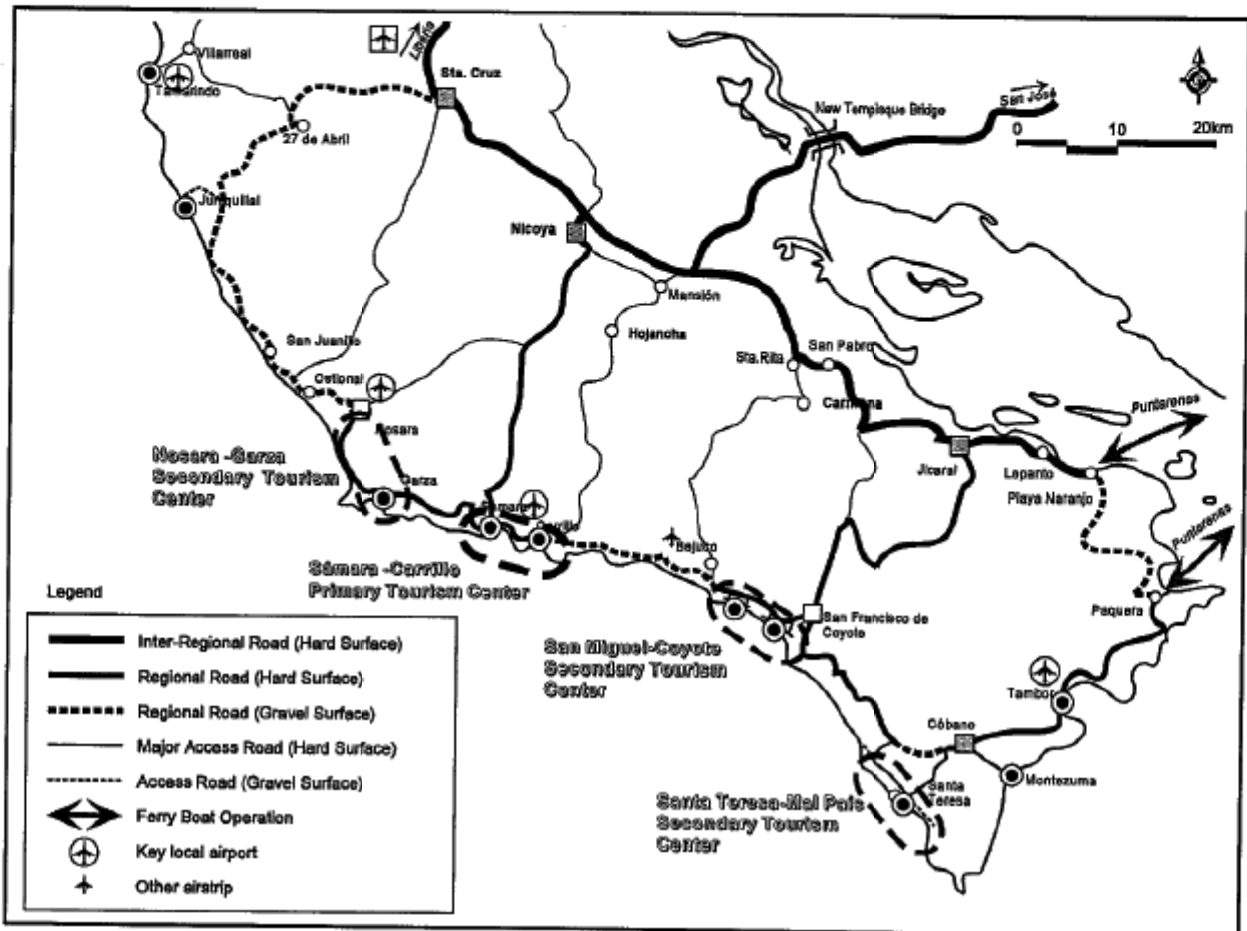 Villarreal
Tamarindo
Liberia
Sta. Cruz
27 de Abril
New Tempisque Bridge
San José
0 10 20km
Junquillal
Nicoya
Mansión
Hojancha
San Juanillo
Ostional
Nosara
Sta. Rita
San Pabro
Carmona
Puntarenas
Jicaral
Lepanto
Playa Naranjo
Puntarenas
Paquera
Nosara -Garza
Secondary Tourism
Center
Garza
Sámara
Carrillo
Sámara -Carrillo
Primary Tourism Center
Bejuco
San Francisco de
Coyote
San Miguel-Coyote
Secondary Tourism
Center
Tambor
Cóbano
Montezuma
Santa
Teresa
Santa Teresa-Mal País
Secondary Tourism
Center
Legend
Inter-Regional Road (Hard Surface)
Regional Road (Hard Surface)
Regional Road (Gravel Surface)
Major Access Road (Hard Surface)
Access Road (Gravel Surface)
Ferry Boat Operation
Key local airport
Other airstrip